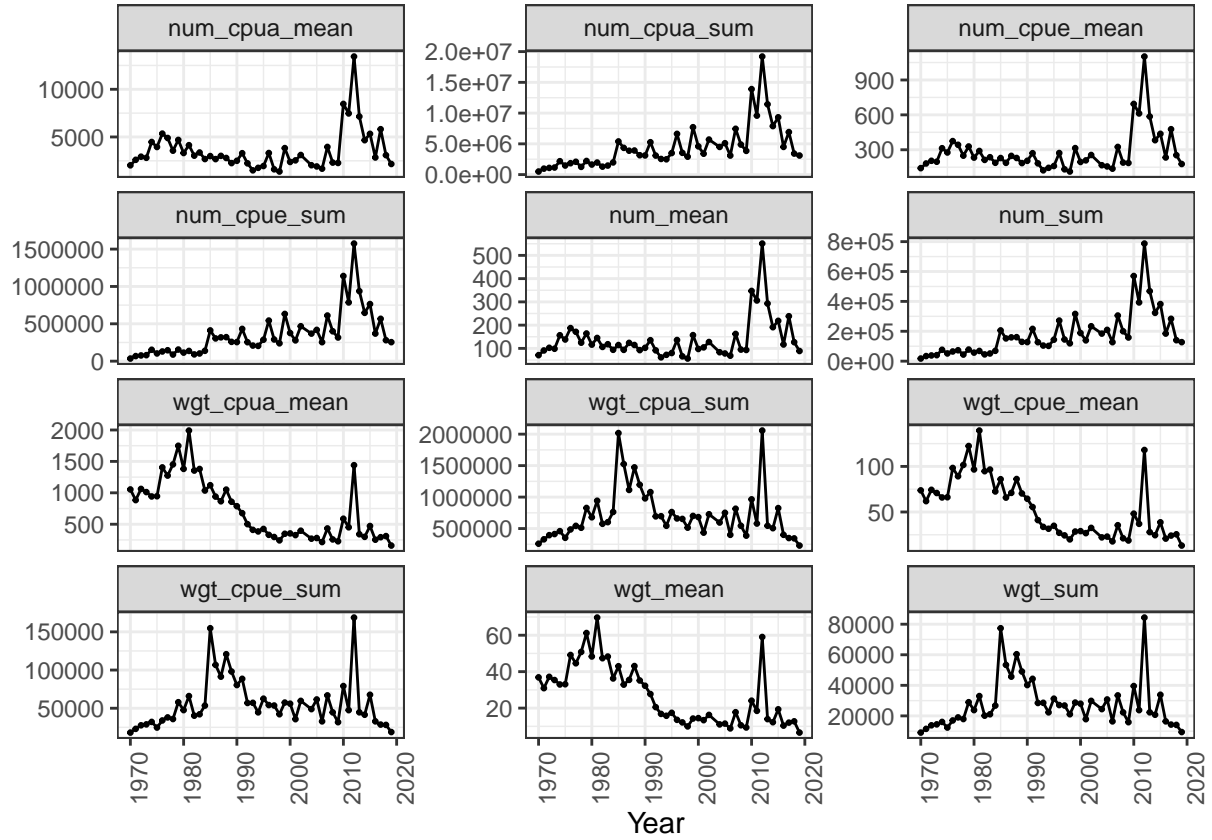 num_cpua_mean
num_cpua_sum
num_cpue_mean
10000
5000
2.0e+07
1.5e+07
1.0e+07
5.0e+06
0.0e+00
900
600
300
num_cpue_sum
num_mean
num_sum
1500000
1000000
500000
0
500
400
300
200
100
8e+05
6e+05
4e+05
2e+05
0e+00
wgt_cpua_mean
wgt_cpua_sum
wgt_cpue_mean
2000
1500
1000
500
2000000
1500000
1000000
500000
100
50
wgt_cpue_sum
wgt_mean
wgt_sum
150000
100000
50000
60
40
20
80000
60000
40000
20000
1970
1980
1990
2000
2010
2020
1970
1980
1990
2000
2010
2020
1970
1980
1990
2000
2010
2020
Year